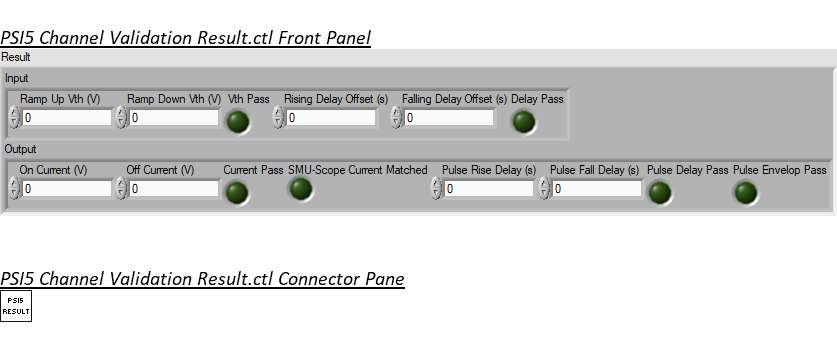 PSI5 Channel Validation Result.ctl Front Panel
Result
Input
Ramp Up Vth (V) Ramp Down Vth (V) Vth Pass Rising Delay Offset (s) Falling Delay Offset (s) Delay Pass
0 0 0 0
Output
On Current (V) Off Current (V) Current Pass SMU-Scope Current Matched Pulse Rise Delay (s) Pulse Fall Delay (s) Pulse Delay Pass Pulse Envelop Pass
0 0 0 0
PSI5 Channel Validation Result.ctl Connector Pane
PSI5
RESULT